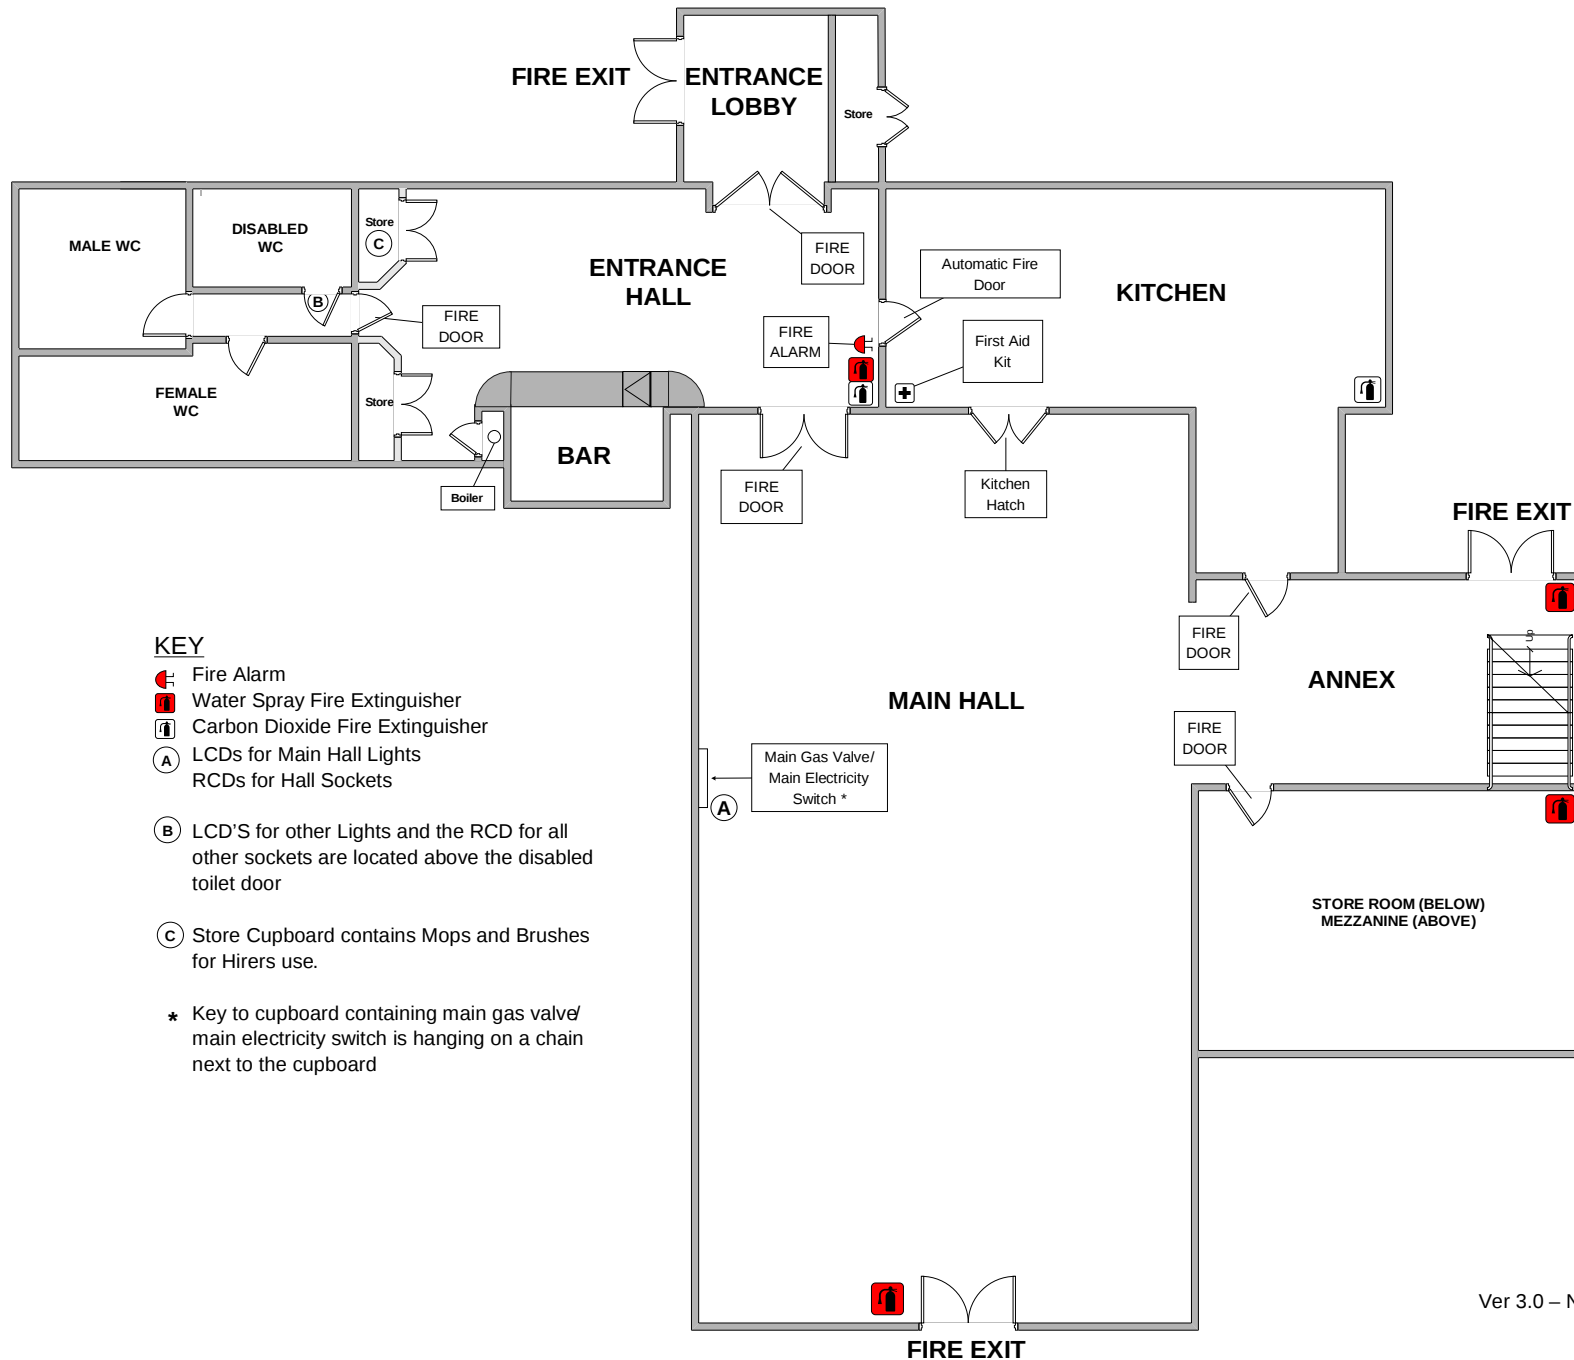 FIRE EXIT
ENTRANCE
LOBBY
Store
MALE WC
DISABLED
WC
Store
C
B
FIRE
DOOR
ENTRANCE
HALL
FIRE
DOOR
Automatic Fire
Door
KITCHEN
FIRE
ALARM
First Aid
Kit
FEMALE
WC
Store
BAR
Boiler
FIRE
DOOR
Kitchen
Hatch
FIRE EXIT
FIRE
DOOR
Up
ANNEX
MAIN HALL
FIRE
DOOR
Main Gas Valve/
Main Electricity
Switch *
A
STORE ROOM (BELOW)
MEZZANINE (ABOVE)
KEY
Fire Alarm
Water Spray Fire Extinguisher
Carbon Dioxide Fire Extinguisher
A LCDs for Main Hall Lights
RCDs for Hall Sockets
B LCD'S for other Lights and the RCD for all
other sockets are located above the disabled
toilet door
C Store Cupboard contains Mops and Brushes
for Hirers use.
* Key to cupboard containing main gas valve/
main electricity switch is hanging on a chain
next to the cupboard
Ver 3.0 –
FIRE EXIT